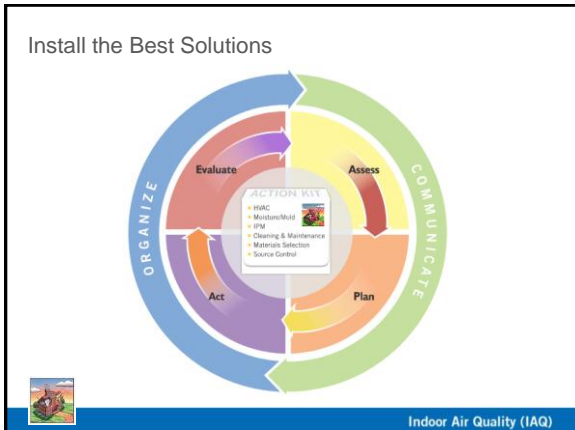 Install the Best Solutions
ORGANIZE
COMMUNICATE
Evaluate
Assess
ACTION KIT
HVAC
Moisture/Mold
IPM
Cleaning & Maintenance
Materials Selection
Source Control
Act
Plan
Indoor Air Quality (IAQ)